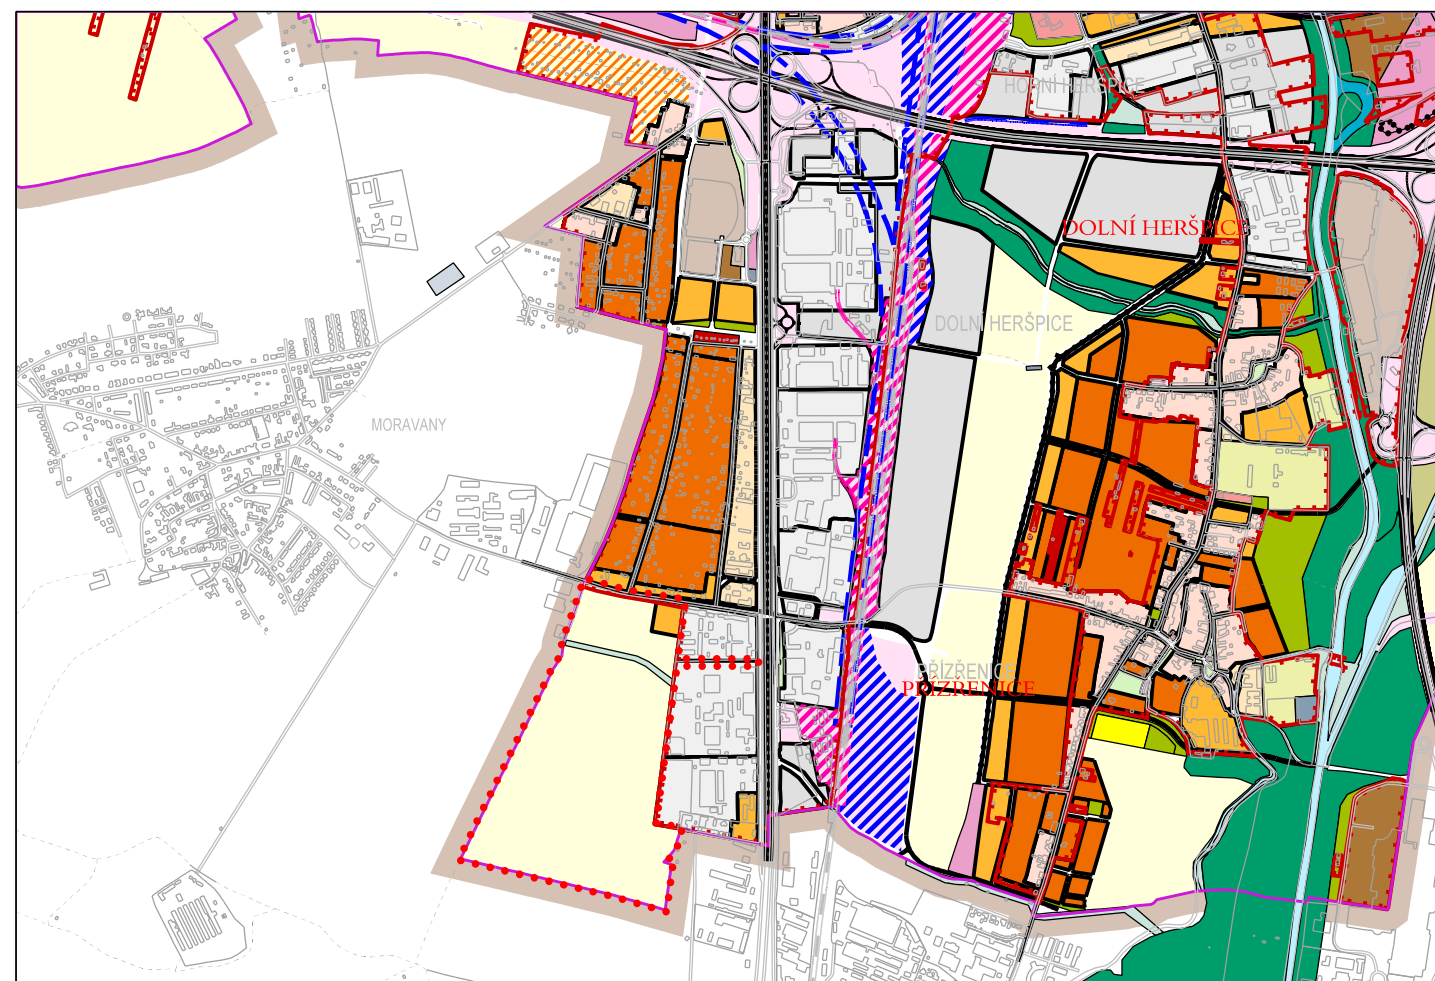 HORNÍ HERŠPICE
DOLNÍ HERŠPICE
DOLNÍ HERŠPICE
MORAVANY
PŘÍZŘENICE
PŘÍZŘENICE